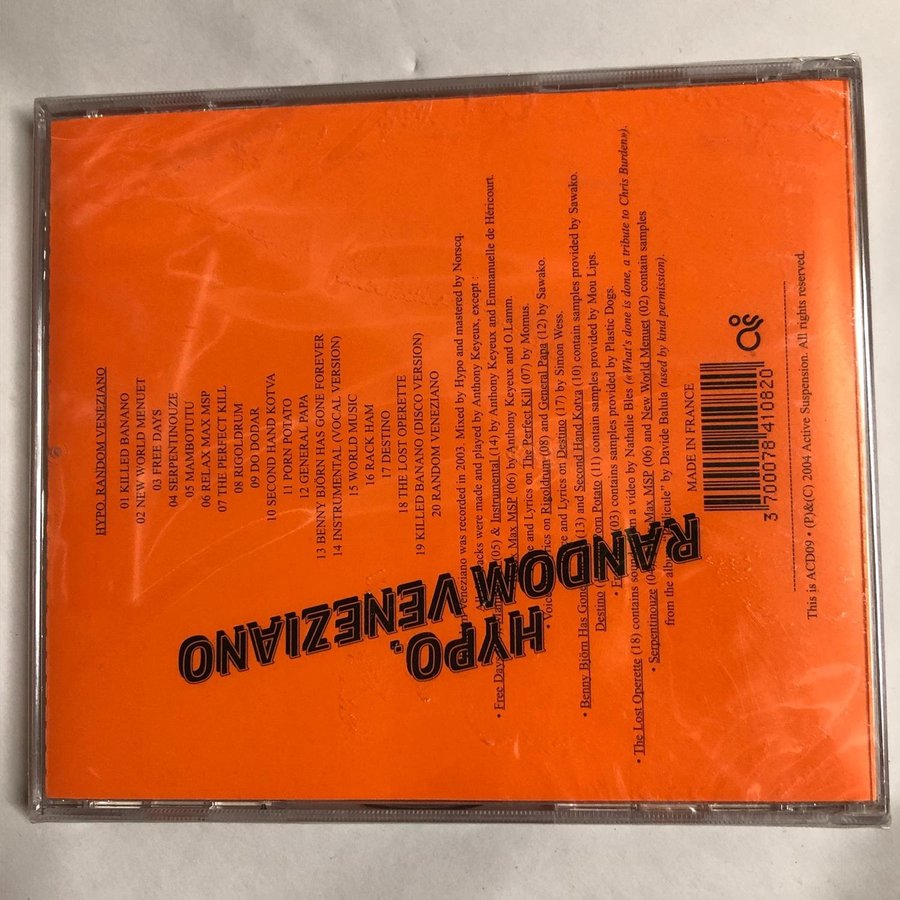 HYPO. RANDOM VENEZIANO
01 KILLED BANANO
02 NEW WORLD MENUET
03 FREE DAYS
04 SERPENTINOUZE
05 MAMBOTUTU
06 RELAX MAX MSP
07 THE PERFECT KILL
08 RIGOLDRUM
09 DO DODAR
10 SECOND HAND KOTVA
11 PORN POTATO
12 GENERAL PAPA
13 BENNY BJÖRN HAS GONE FOREVER
14 INSTRUMENTAL (VOCAL VERSION)
15 WORLD MUSIC
16 RACK HAM
17 DESTINO
18 THE LOST OPERETTE
19 KILLED BANANO (DISCO VERSION)
20 RANDOM VENEZIANO
Veneziano was recorded in 2003. Mixed by Hypo and mastered by Norscq.
tracks were made and played by Anthony Keyeux, except :
• Free Days (05) & Instrumental (14) by Anthony Keyeux and Emmanuelle de Héricourt.
Max MSP (06) by Anthony Keyeux and O.Lamm.
and Lyrics on The Perfect Kill (07) by Momus.
• Voice on Rigoldrum (08) and General Papa (12) by Sawako.
and Lyrics on Destino (17) by Simon Wess.
• Benny Björn Has Gone (13) and Second Hand Kotva (10) contain samples provided by Sawako.
Destino Porn Potato (11) contain samples provided by Mou Lips.
(03) contains samples provided by Plastic Dogs.
• The Lost Operette (18) contains a video by Nathalie Bles («What's done is done, a tribute to Chris Burden»).
• Serpentinouze Max MSP (06) and New World Menuet (02) contain samples
from the by Davide Balula (used by kind permission).
HYPO.
RANDOM VENEZIANO
MADE IN FRANCE
3 700078 410820
This is ACD09 • (P)&(C) 2004 Active Suspension. All rights reserved.